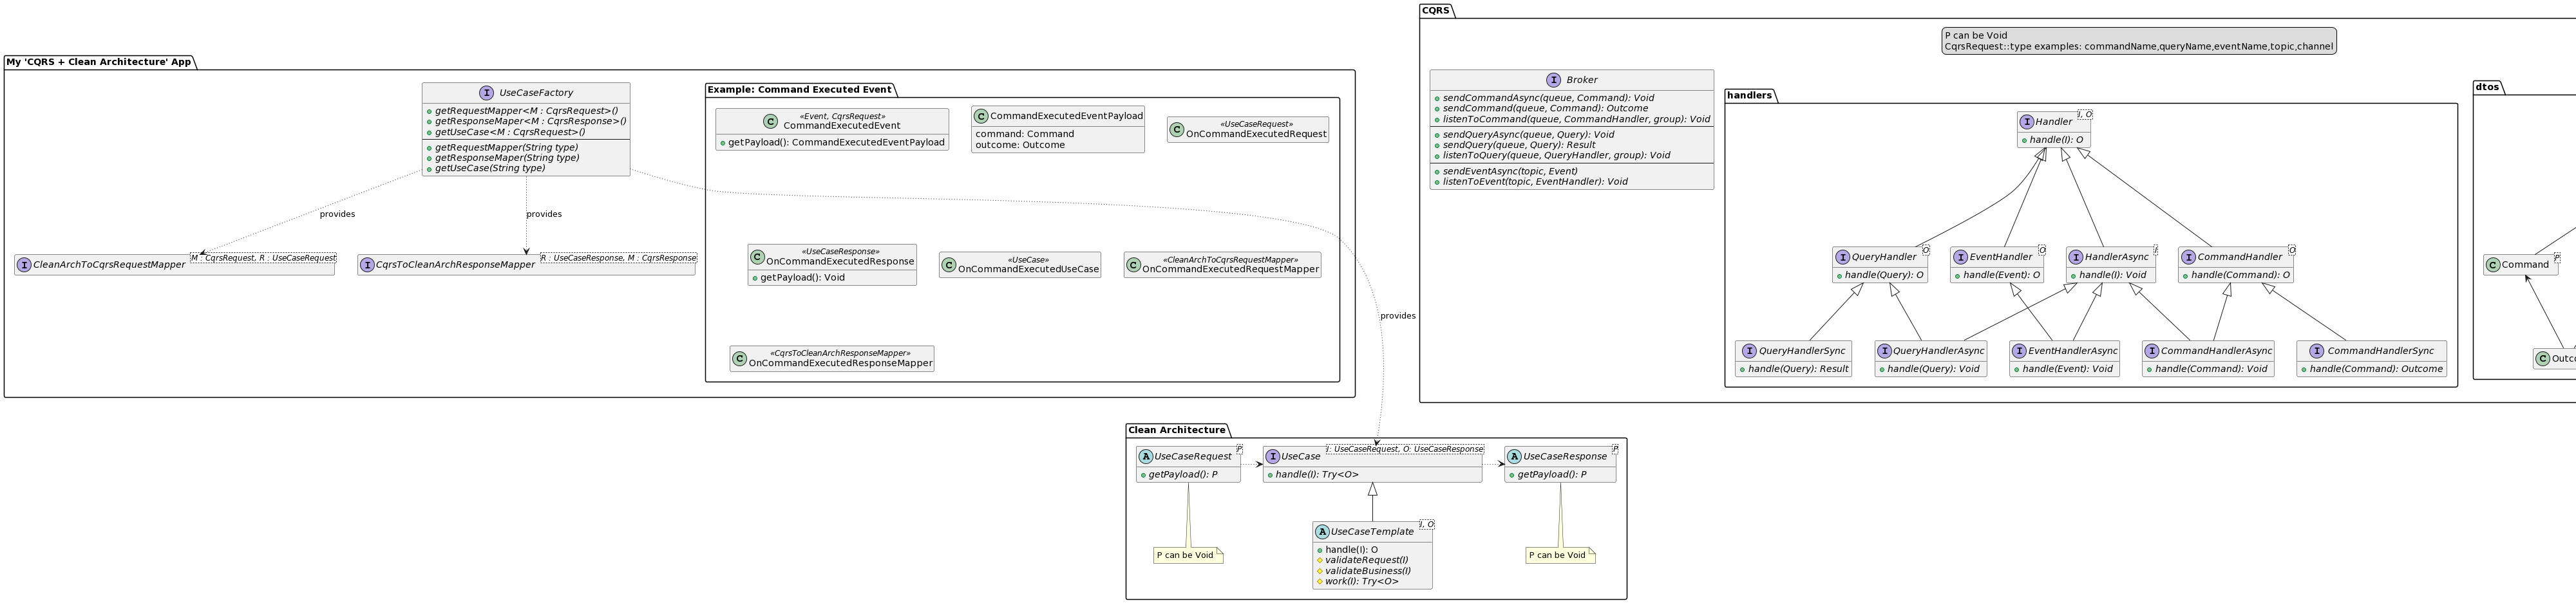 My 'CQRS + Clean Architecture' App
I UseCaseFactory
getRequestMapper<M : CqrsRequest>()
getResponseMaper<M : CqrsResponse>()
getUseCase<M : CqrsRequest>()
getRequestMapper(String type)
getResponseMaper(String type)
getUseCase(String type)
provides
provides
provides
I CleanArchToCqrsRequestMapper
M : CqrsRequest, R : UseCaseRequest
I CqrsToCleanArchResponseMapper
R : UseCaseResponse, M : CqrsResponse
Example: Command Executed Event
C «Event, CqrsRequest»
CommandExecutedEvent
getPayload(): CommandExecutedEventPayload
C CommandExecutedEventPayload
command: Command
outcome: Outcome
C «UseCaseRequest»
OnCommandExecutedRequest
C «UseCaseResponse»
OnCommandExecutedResponse
getPayload(): Void
C «UseCase»
OnCommandExecutedUseCase
C «CleanArchToCqrsRequestMapper»
OnCommandExecutedRequestMapper
C «CqrsToCleanArchResponseMapper»
OnCommandExecutedResponseMapper
CQRS
P can be Void
CqrsRequest::type examples: commandName,queryName,eventName,topic,channel
I Broker
sendCommandAsync(queue, Command): Void
sendCommand(queue, Command): Outcome
listenToCommand(queue, CommandHandler, group): Void
sendQueryAsync(queue, Query): Void
sendQuery(queue, Query): Result
listenToQuery(queue, QueryHandler, group): Void
sendEventAsync(topic, Event)
listenToEvent(topic, EventHandler): Void
handlers
I Handler
I, O
handle(I): O
I QueryHandler
O
handle(Query): O
I EventHandler
O
handle(Event): O
I HandlerAsync
I
handle(I): Void
I CommandHandler
O
handle(Command): O
I QueryHandlerSync
handle(Query): Result
I QueryHandlerAsync
handle(Query): Void
I EventHandlerAsync
handle(Event): Void
I CommandHandlerAsync
handle(Command): Void
I CommandHandlerSync
handle(Command): Outcome
dtos
C Command
P
C Outco
Clean Architecture
A UseCaseRequest
P
getPayload(): P
I UseCase
I: UseCaseRequest, O: UseCaseResponse
handle(I): Try<O>
A UseCaseResponse
P
getPayload(): P
P can be Void
A UseCaseTemplate
I, O
handle(I): O
validateRequest(I)
validateBusiness(I)
work(I): Try<O>
P can be Void